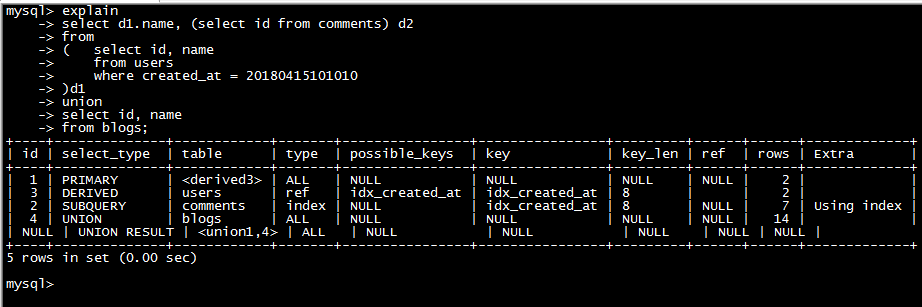 mysql> explain
    -> select d1.name, (select id from comments) d2
    -> from
    -> (   select id, name
    ->     from users
    ->     where created_at = 20180415101010
    -> )d1
    -> union
    -> select id, name
    -> from blogs;
+----+--------------+------------+-------+----------------+----------------+---------+------+------+-------------+
| id | select_type  | table      | type  | possible_keys  | key            | key_len | ref  | rows | Extra       |
+----+--------------+------------+-------+----------------+----------------+---------+------+------+-------------+
|  1 | PRIMARY      | <derived3> | ALL   | NULL           | NULL           | NULL    | NULL |    2 |             |
|  3 | DERIVED      | users      | ref   | idx_created_at | idx_created_at | 8       |      |    2 |             |
|  2 | SUBQUERY     | comments   | index | NULL           | idx_created_at | 8       | NULL |    7 | Using index |
|  4 | UNION        | blogs      | ALL   | NULL           | NULL           | NULL    | NULL |   14 |             |
| NULL | UNION RESULT | <union1,4> | ALL   | NULL           | NULL           | NULL    | NULL | NULL |             |
+----+--------------+------------+-------+----------------+----------------+---------+------+------+-------------+
5 rows in set (0.00 sec)
mysql>